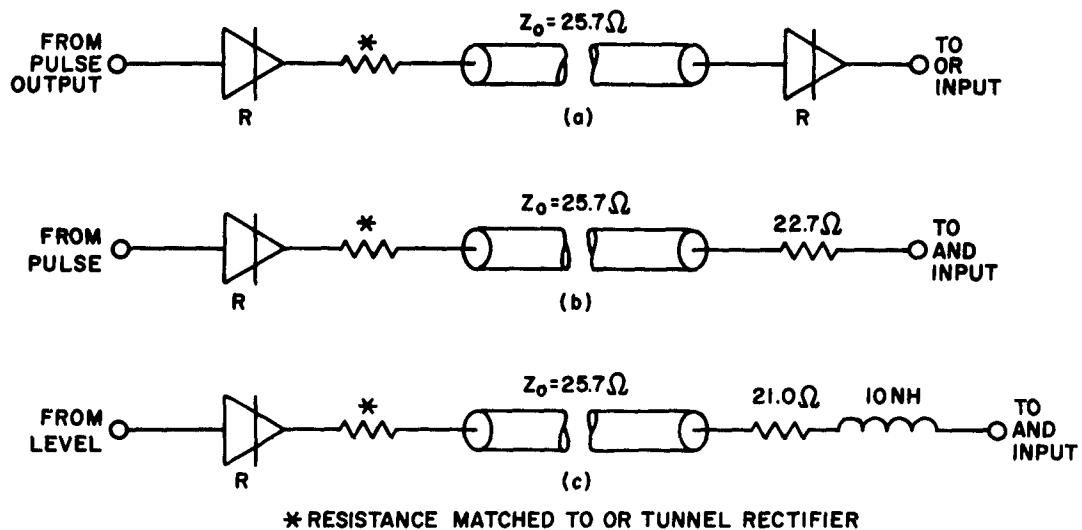 Z₀=25.7Ω
FROM
PULSE
OUTPUT
*
TO
OR
INPUT
R
(a)
R
Z₀=25.7Ω
FROM
PULSE
*
22.7Ω
TO
AND
INPUT
R
(b)
Z₀=25.7Ω
FROM
LEVEL
*
21.0Ω
10NH
TO
AND
INPUT
R
(c)
* RESISTANCE MATCHED TO OR TUNNEL RECTIFIER